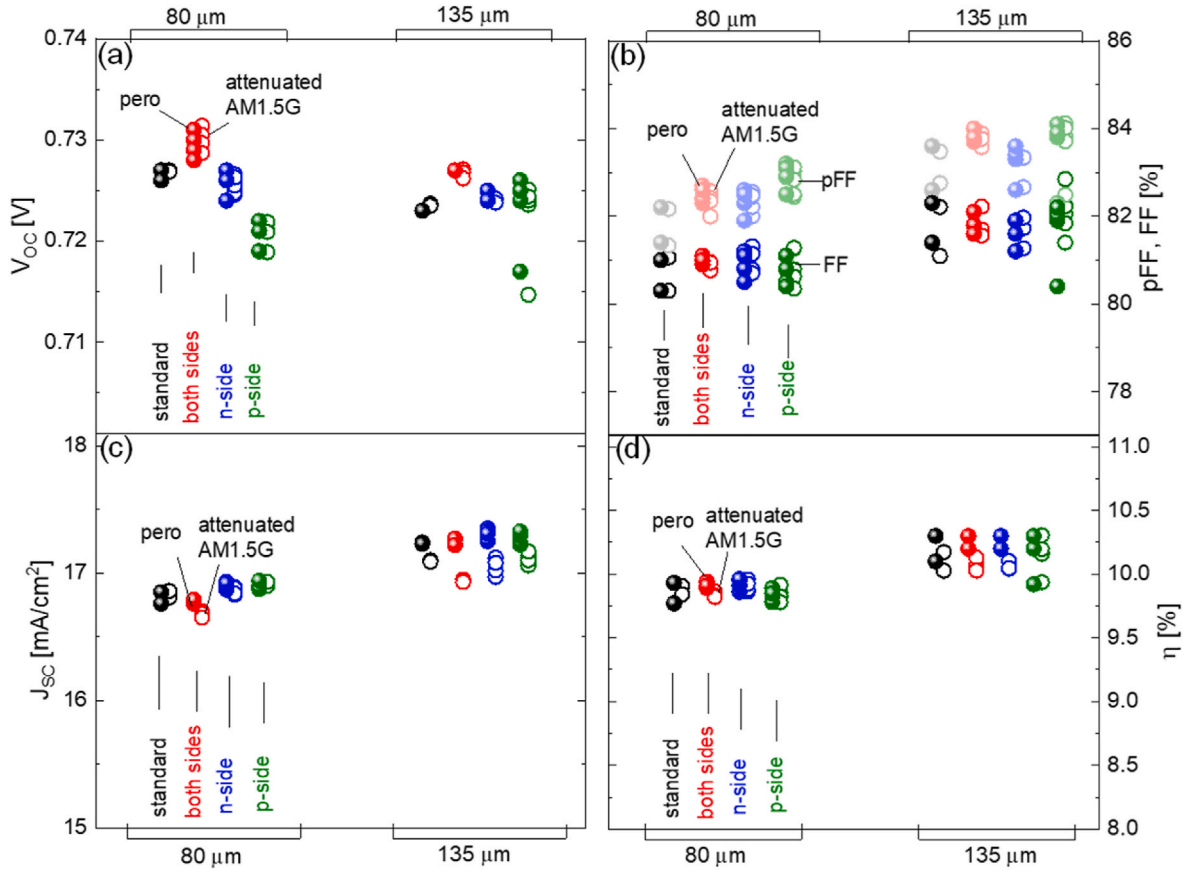 80 μm
135 μm
80 μm
135 μm
(a)
0.74
0.73
0.72
0.71
V_OC [V]
pero
attenuated
AM1.5G
standard
both sides
n-side
p-side
(b)
86
84
82
80
78
pFF, FF [%]
pero
attenuated
AM1.5G
pFF
FF
standard
both sides
n-side
p-side
(c)
18
17
16
15
J_SC [mA/cm²]
pero
attenuated
AM1.5G
standard
both sides
n-side
p-side
(d)
11.0
10.5
10.0
9.5
9.0
8.5
8.0
η [%]
pero
attenuated
AM1.5G
standard
both sides
n-side
p-side
80 μm
135 μm
80 μm
135 μm